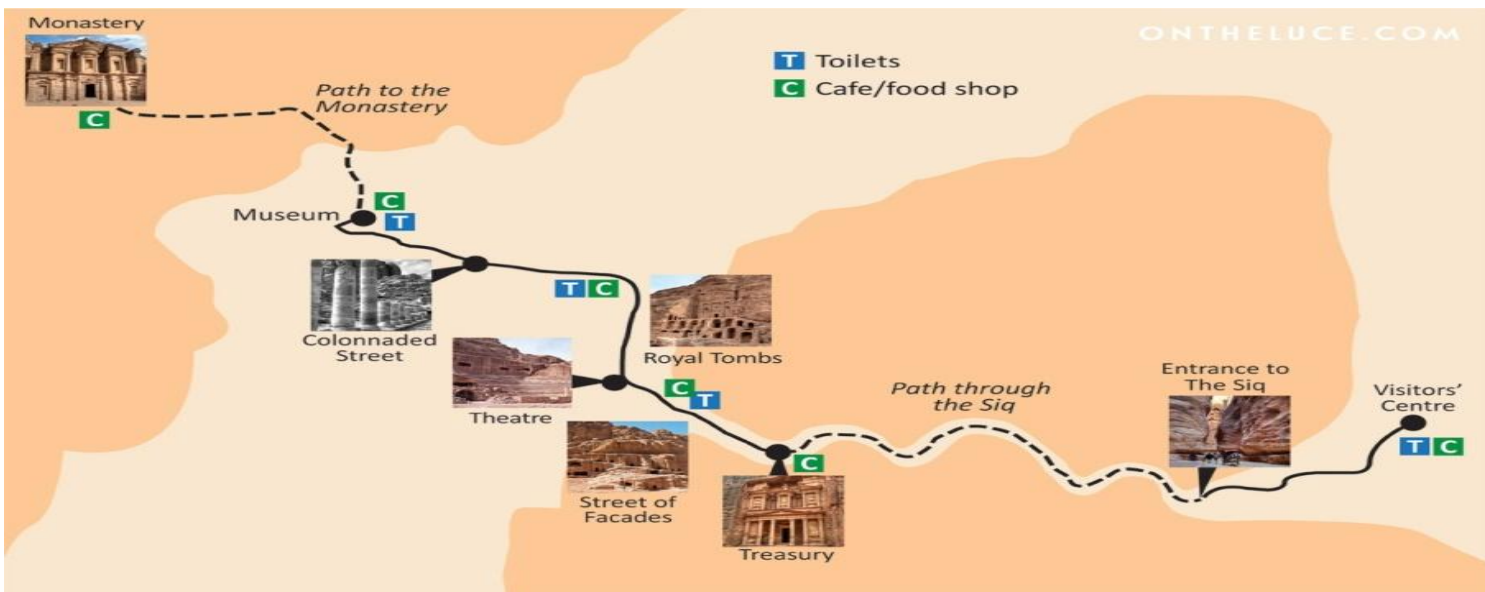 Monastery
ONTHELUCE.COM
T Toilets
C Cafe/food shop
Path to the
Monastery
C
C
Museum
T
T C
Colonnaded
Street
Royal Tombs
Theatre
C
T
Path through
the Siq
Entrance to
The Siq
Visitors'
Centre
T C
C
Street of
Facades
Treasury